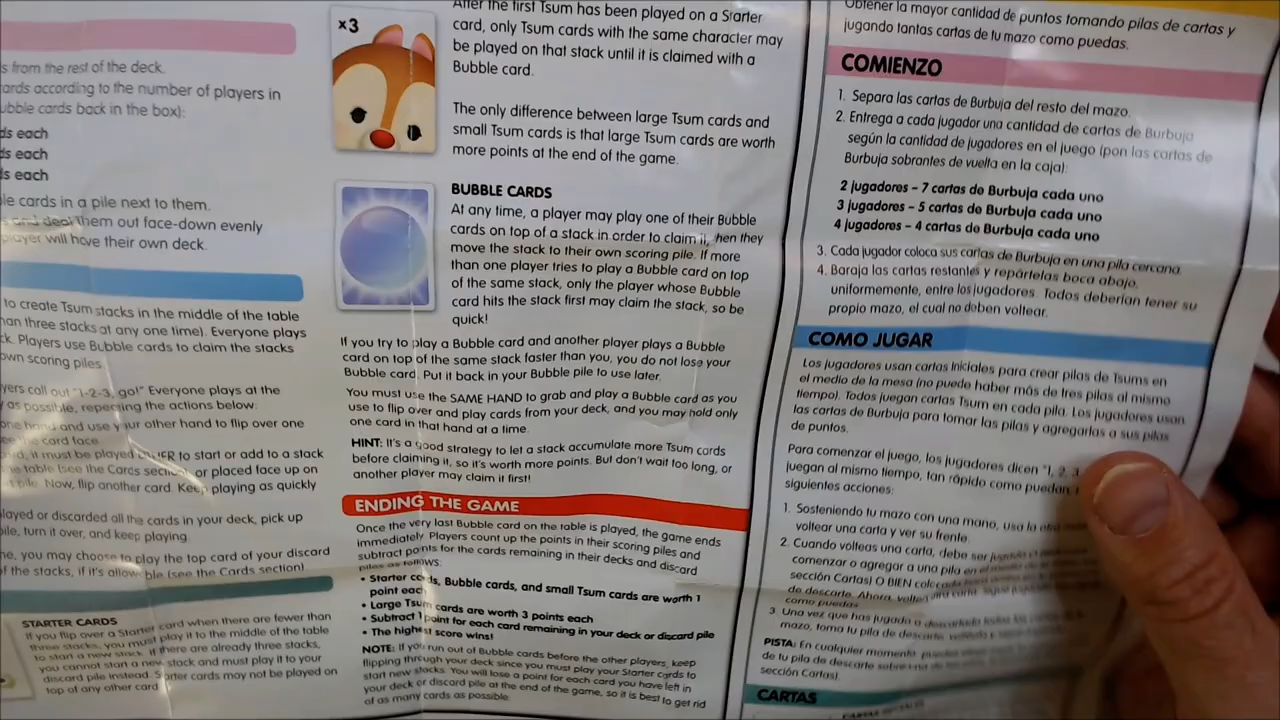 s from the rest of the deck.
ards according to the number of players in
ubble cards back in the box):
ds each
ds each
ds each
le cards in a pile next to them.
and deal them out face-down evenly
player will have their own deck.
to create Tsum stacks in the middle of the table
han three stacks at any one time). Everyone plays
ck. Players use Bubble cards to claim the stacks
own scoring piles.
yers call out "1-2-3, go!" Everyone plays at the
y as possible, repeating the actions below:
one hand and use your other hand to flip over one
see the card face.
it must be played EITHER to start or add to a stack
he table (see the Cards section) or placed face up on
pile. Now, flip another card. Keep playing as quickly
layed or discarded all the cards in your deck, pick up
pile, turn it over, and keep playing.
me, you may choose to play the top card of your discard
of the stacks, if it's allowable (see the Cards section).
STARTER CARDS
If you flip over a Starter card when there are fewer than
three stacks, you must play it to the middle of the table
to start a new stack. If there are already three stacks,
you cannot start a new stack and must play it to your
discard pile instead. Starter cards may not be played on
top of any other card
x3
After the first Tsum has been played on a Starter
card, only Tsum cards with the same character may
be played on that stack until it is claimed with a
Bubble card.
The only difference between large Tsum cards and
small Tsum cards is that large Tsum cards are worth
more points at the end of the game.
BUBBLE CARDS
At any time, a player may play one of their Bubble
cards on top of a stack in order to claim it, then they
move the stack to their own scoring pile. If more
than one player tries to play a Bubble card on top
of the same stack, only the player whose Bubble
card hits the stack first may claim the stack, so be
quick!
If you try to play a Bubble card and another player plays a Bubble
card on top of the same stack faster than you, you do not lose your
Bubble card. Put it back in your Bubble pile to use later.
You must use the SAME HAND to grab and play a Bubble card as you
use to flip over and play cards from your deck, and you may hold only
one card in that hand at a time.
HINT: It's a good strategy to let a stack accumulate more Tsum cards
before claiming it, so it's worth more points. But don't wait too long, or
another player may claim it first!
ENDING THE GAME
Once the very last Bubble card on the table is played, the game ends
immediately Players count up the points in their scoring piles and
subtract points for the cards remaining in their decks and discard
piles as follows:
• Starter cards, Bubble cards, and small Tsum cards are worth 1
point each
• Large Tsum cards are worth 3 points each
• Subtract 1 point for each card remaining in your deck or discard pile
• The highest score wins!
NOTE: If you run out of Bubble cards before the other players, keep
flipping through your deck since you must play your Starter cards to
start new stacks. You will lose a point for each card you have left in
your deck or discard pile at the end of the game, so it is best to get rid
of as many cards as possible.
Obtener la mayor cantidad de puntos tomando pilas de cartas y
jugando tantas cartas de tu mazo como puedas.
COMIENZO
1. Separa las cartas de Burbuja del resto del mazo.
2. Entrega a cada jugador una cantidad de cartas de Burbuja
según la cantidad de jugadores en el juego (pon las cartas de
Burbuja sobrantes de vuelta en la caja):
2 jugadores – 7 cartas de Burbuja cada uno
3 jugadores – 5 cartas de Burbuja cada uno
4 jugadores – 4 cartas de Burbuja cada uno
3. Cada jugador coloca sus cartas de Burbuja en una pila cercana.
4. Baraja las cartas restantes y repártelas boca abajo,
uniformemente, entre los jugadores. Todos deberían tener su
propio mazo, el cual no deben voltear.
COMO JUGAR
Los jugadores usan cartas Iniciales para crear pilas de Tsums en
el medio de la mesa (no puede haber más de tres pilas al mismo
tiempo). Todos juegan cartas Tsum en cada pila. Los jugadores usan
las cartas de Burbuja para tomar las pilas y agregarlas a sus pilas
de puntos.
Para comenzar el juego, los jugadores dicen "1, 2, 3
juegan al mismo tiempo, tan rápido como puedan,
siguientes acciones:
1. Sosteniendo tu mazo con una mano, usa la otra
voltear una carta y ver su frente.
2. Cuando volteas una carta, debe ser
comenzar o agregar a una pila en
sección Cartas) O BIEN
de descarte. Ahora,
como puedas
3. Una vez que has jugado o descartado
mazo, toma tu pila de descarte,
PISTA: En cualquier momento
de tu pila de descarte
sección Cartas).
CARTAS